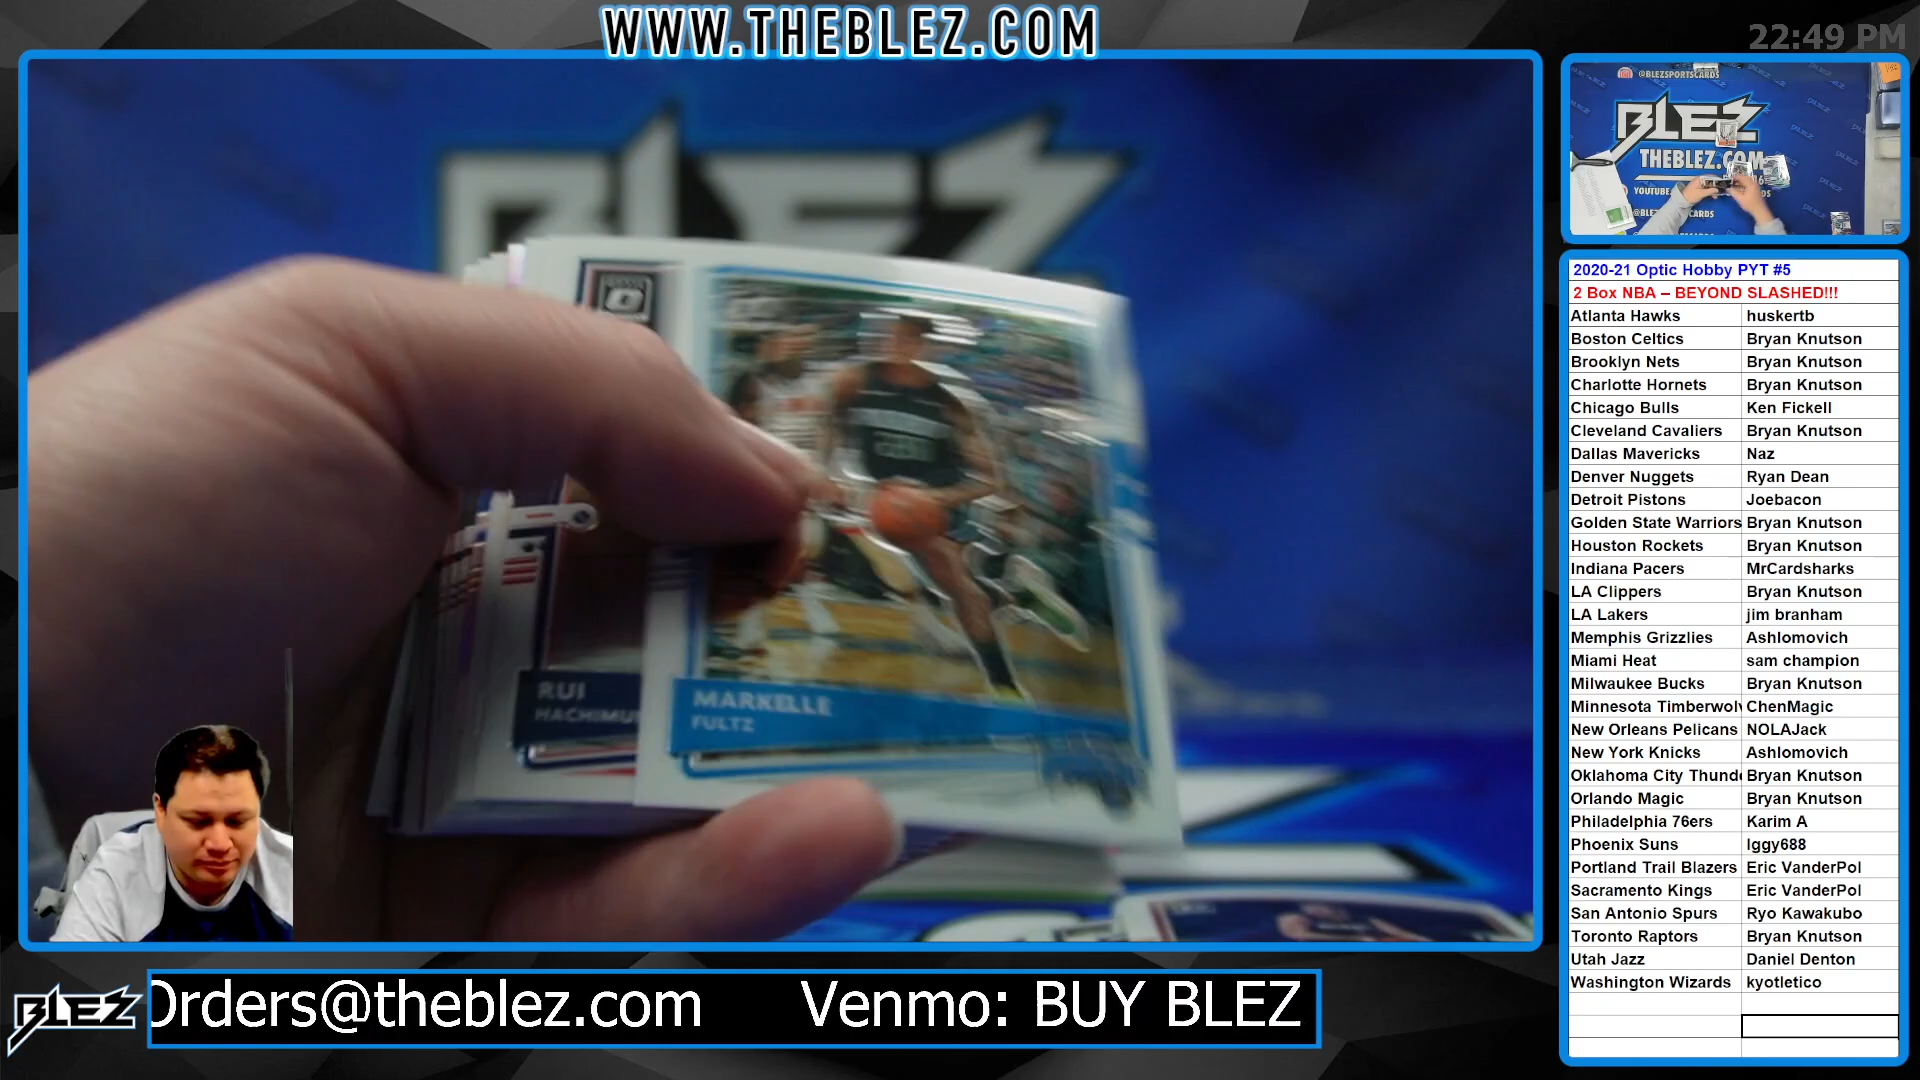 WWW.THEBLEZ.COM
22:49 PM
BLEZ
RUI
HACHIMU
MARKELLE
FULTZ
@BLEZSPORTSCARDS
BLEZ
THEBLEZ.COM
YOUTUBE
2020-21 Optic Hobby PYT #5
2 Box NBA – BEYOND SLASHED!!!
Atlanta Hawks huskertb
Boston Celtics Bryan Knutson
Brooklyn Nets Bryan Knutson
Charlotte Hornets Bryan Knutson
Chicago Bulls Ken Fickell
Cleveland Cavaliers Bryan Knutson
Dallas Mavericks Naz
Denver Nuggets Ryan Dean
Detroit Pistons Joebacon
Golden State Warriors Bryan Knutson
Houston Rockets Bryan Knutson
Indiana Pacers MrCardsharks
LA Clippers Bryan Knutson
LA Lakers jim branham
Memphis Grizzlies Ashlomovich
Miami Heat sam champion
Milwaukee Bucks Bryan Knutson
Minnesota Timberwolv ChenMagic
New Orleans Pelicans NOLAJack
New York Knicks Ashlomovich
Oklahoma City Thunde Bryan Knutson
Orlando Magic Bryan Knutson
Philadelphia 76ers Karim A
Phoenix Suns Iggy688
Portland Trail Blazers Eric VanderPol
Sacramento Kings Eric VanderPol
San Antonio Spurs Ryo Kawakubo
Toronto Raptors Bryan Knutson
Utah Jazz Daniel Denton
Washington Wizards kyotletico
BLEZ
Orders@theblez.com Venmo: BUY BLEZ